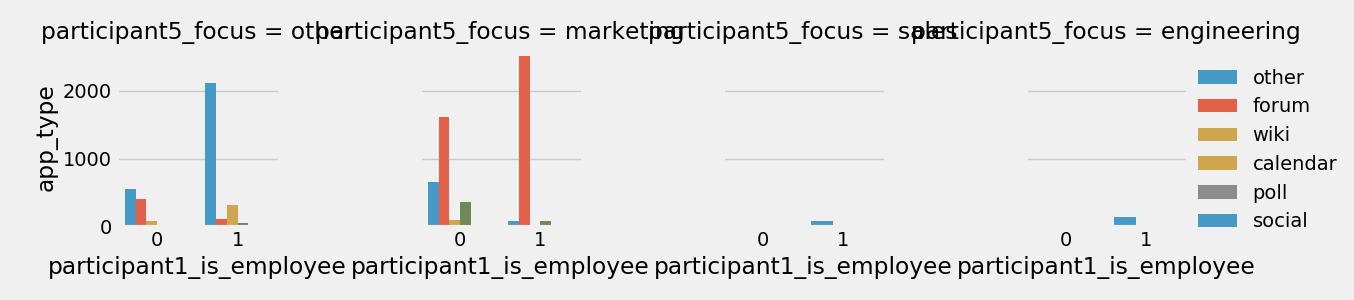 participant5_focus = other
participant5_focus = marketing
participant5_focus = sales
participant5_focus = engineering
app_type
2000
1000
0
0 1
0 1
0 1
0 1
participant1_is_employee
participant1_is_employee
participant1_is_employee
participant1_is_employee
other
forum
wiki
calendar
poll
social